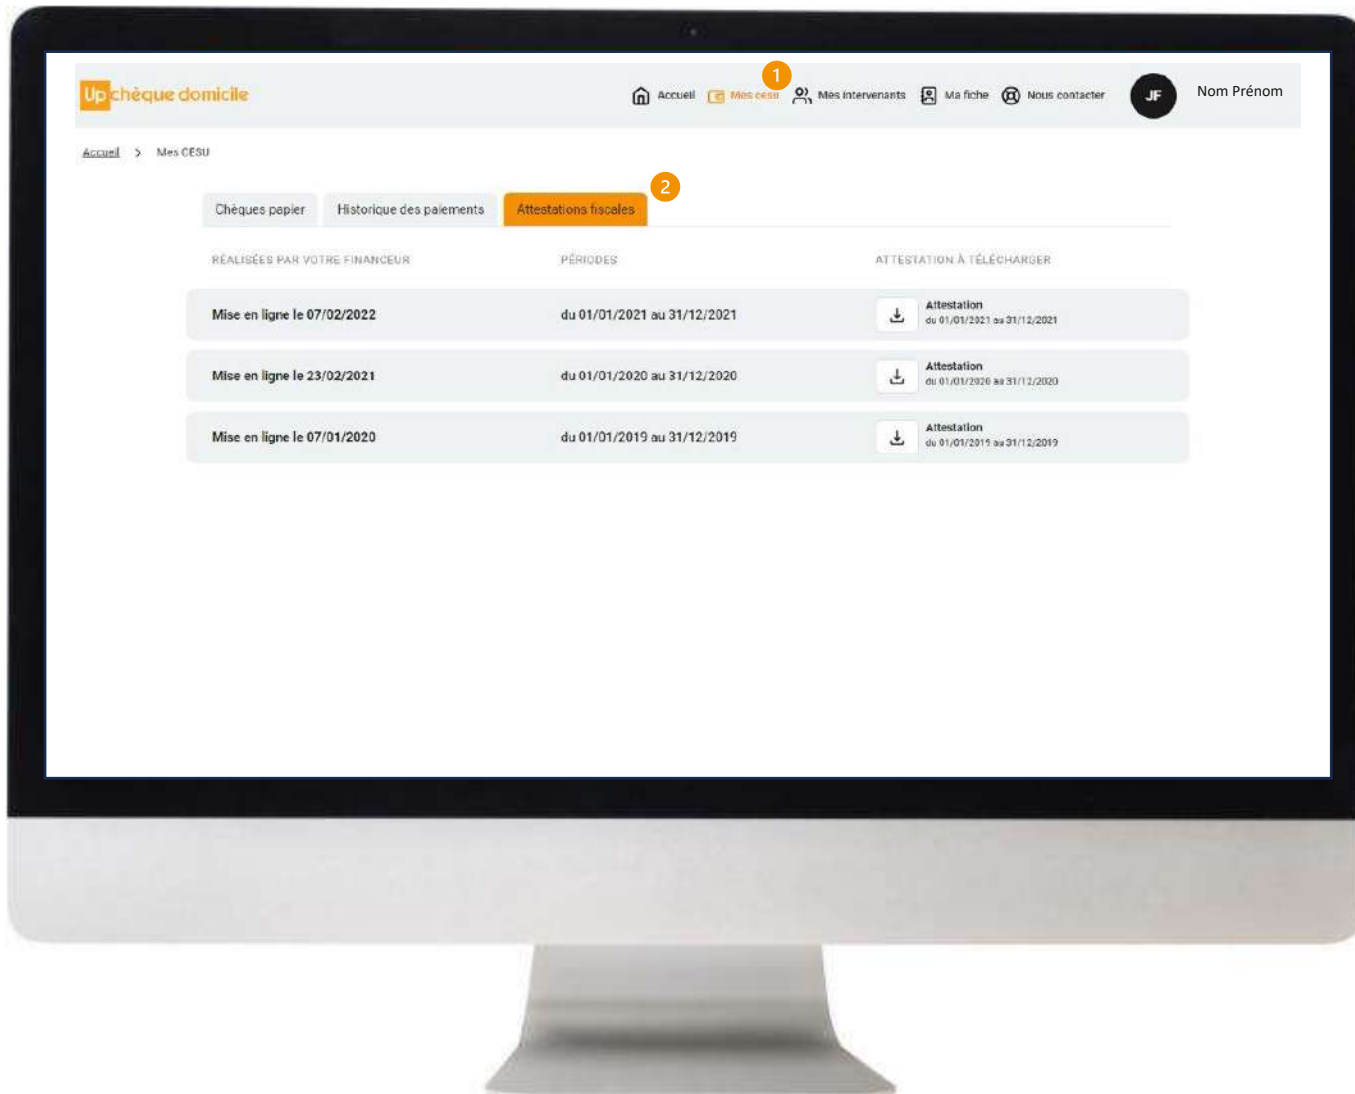 Up chèque domicile
1
Accueil Mes cesu Mes intervenants Ma fiche Nous contacter JF Nom Prénom
Accueil > Mes CESU
2
Chèques papier Historique des paiements Attestations fiscales
RÉALISÉES PAR VOTRE FINANCEUR PÉRIODES ATTESTATION À TÉLÉCHARGER
Mise en ligne le 07/02/2022 du 01/01/2021 au 31/12/2021 Attestation
du 01/01/2021 au 31/12/2021
Mise en ligne le 23/02/2021 du 01/01/2020 au 31/12/2020 Attestation
du 01/01/2020 au 31/12/2020
Mise en ligne le 07/01/2020 du 01/01/2019 au 31/12/2019 Attestation
du 01/01/2019 au 31/12/2019